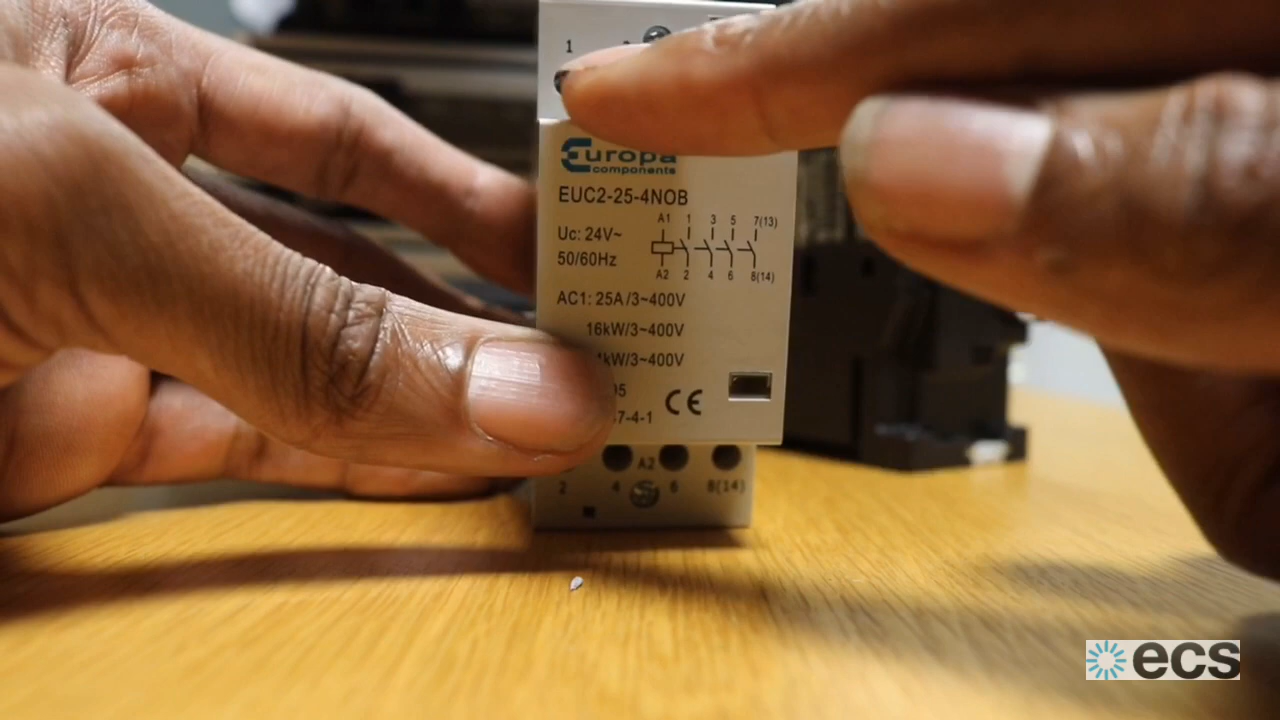 1
Europa
components
EUC2-25-4NOB
A1 1 3 5 7(13)
Uc: 24V~
50/60Hz
A2 2 4 6 8(14)
AC1: 25A/3~400V
16kW/3~400V
kW/3~400V
CE
7-4-1
A2
2 4 6 8(14)
ecs